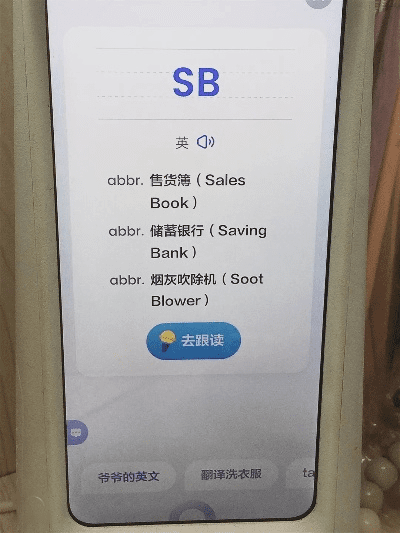 SB
英
abbr. 售货簿（Sales
Book）
abbr. 储蓄银行（Saving
Bank）
abbr. 烟灰吹除机（Soot
Blower）
去跟读
爷爷的英文
翻译洗衣服
ta